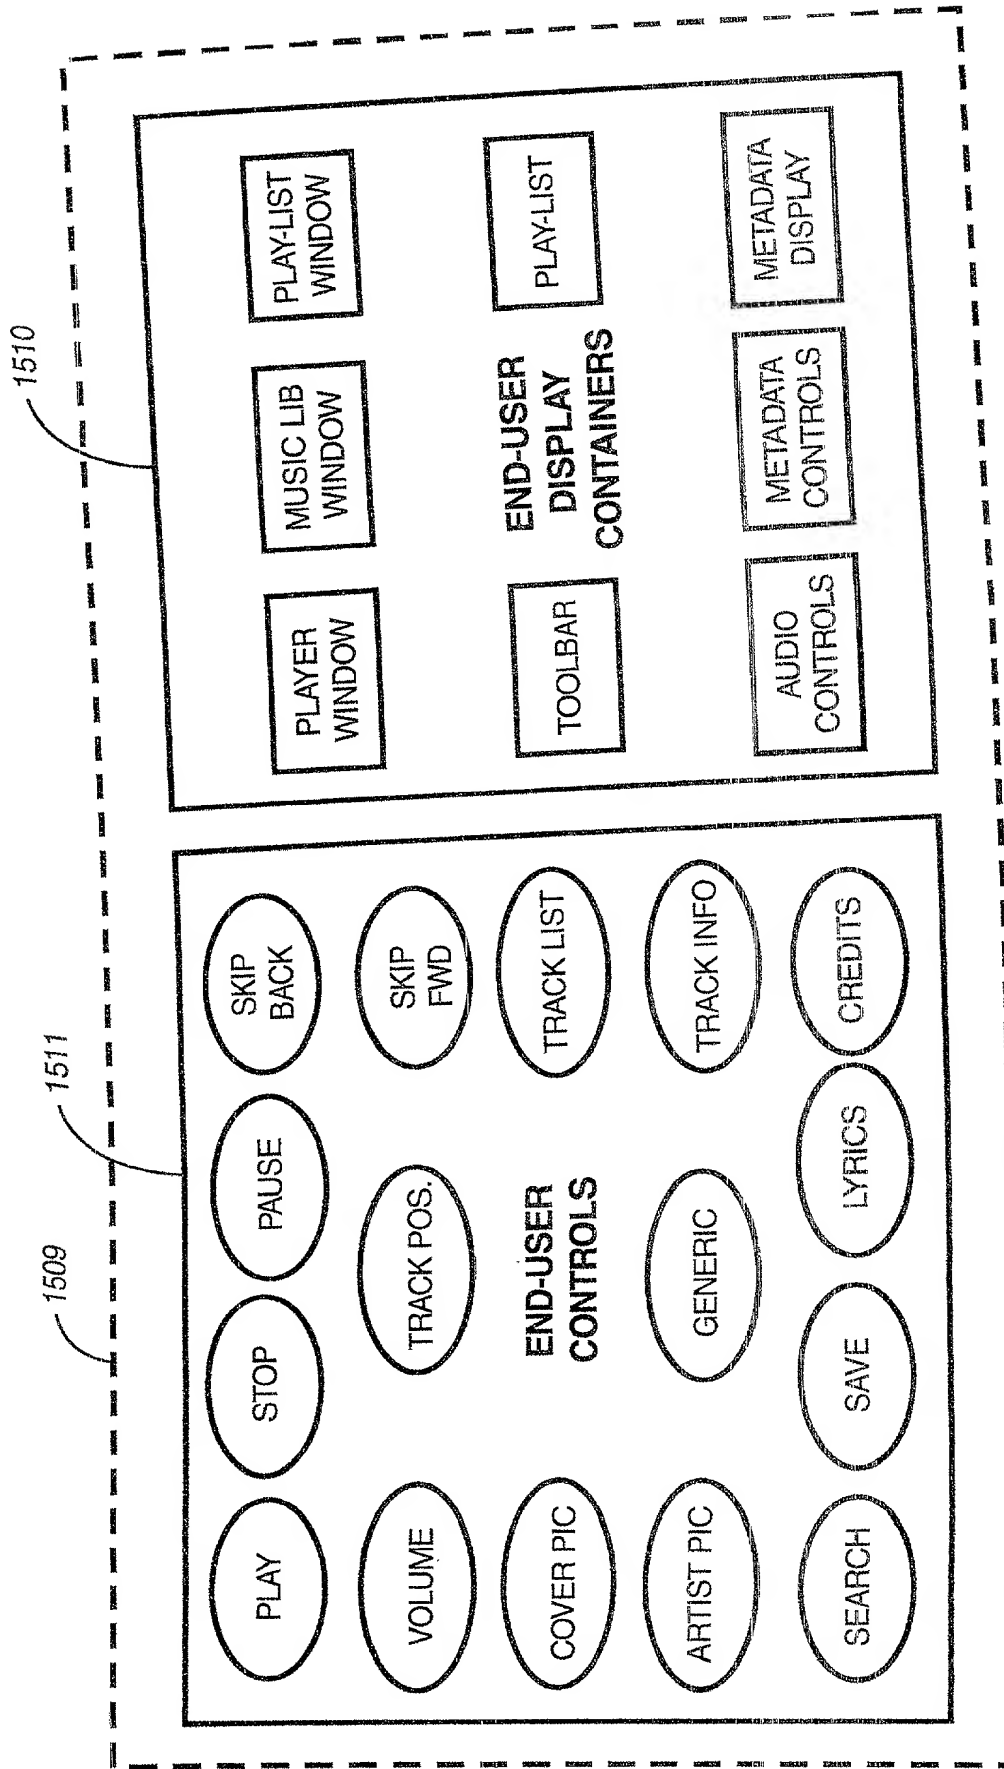 1509
1511
1510
PLAY
STOP
PAUSE
SKIP
BACK
VOLUME
TRACK POS.
SKIP
FWD
COVER PIC
END-USER
CONTROLS
TRACK LIST
ARTIST PIC
GENERIC
TRACK INFO
SEARCH
SAVE
LYRICS
CREDITS
PLAYER
WINDOW
MUSIC LIB
WINDOW
PLAY-LIST
WINDOW
TOOLBAR
END-USER
DISPLAY
CONTAINERS
PLAY-LIST
AUDIO
CONTROLS
METADATA
CONTROLS
METADATA
DISPLAY